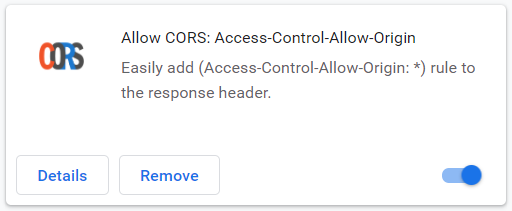 CORS
Allow CORS: Access-Control-Allow-Origin
Easily add (Access-Control-Allow-Origin: *) rule to
the response header.
Details
Remove